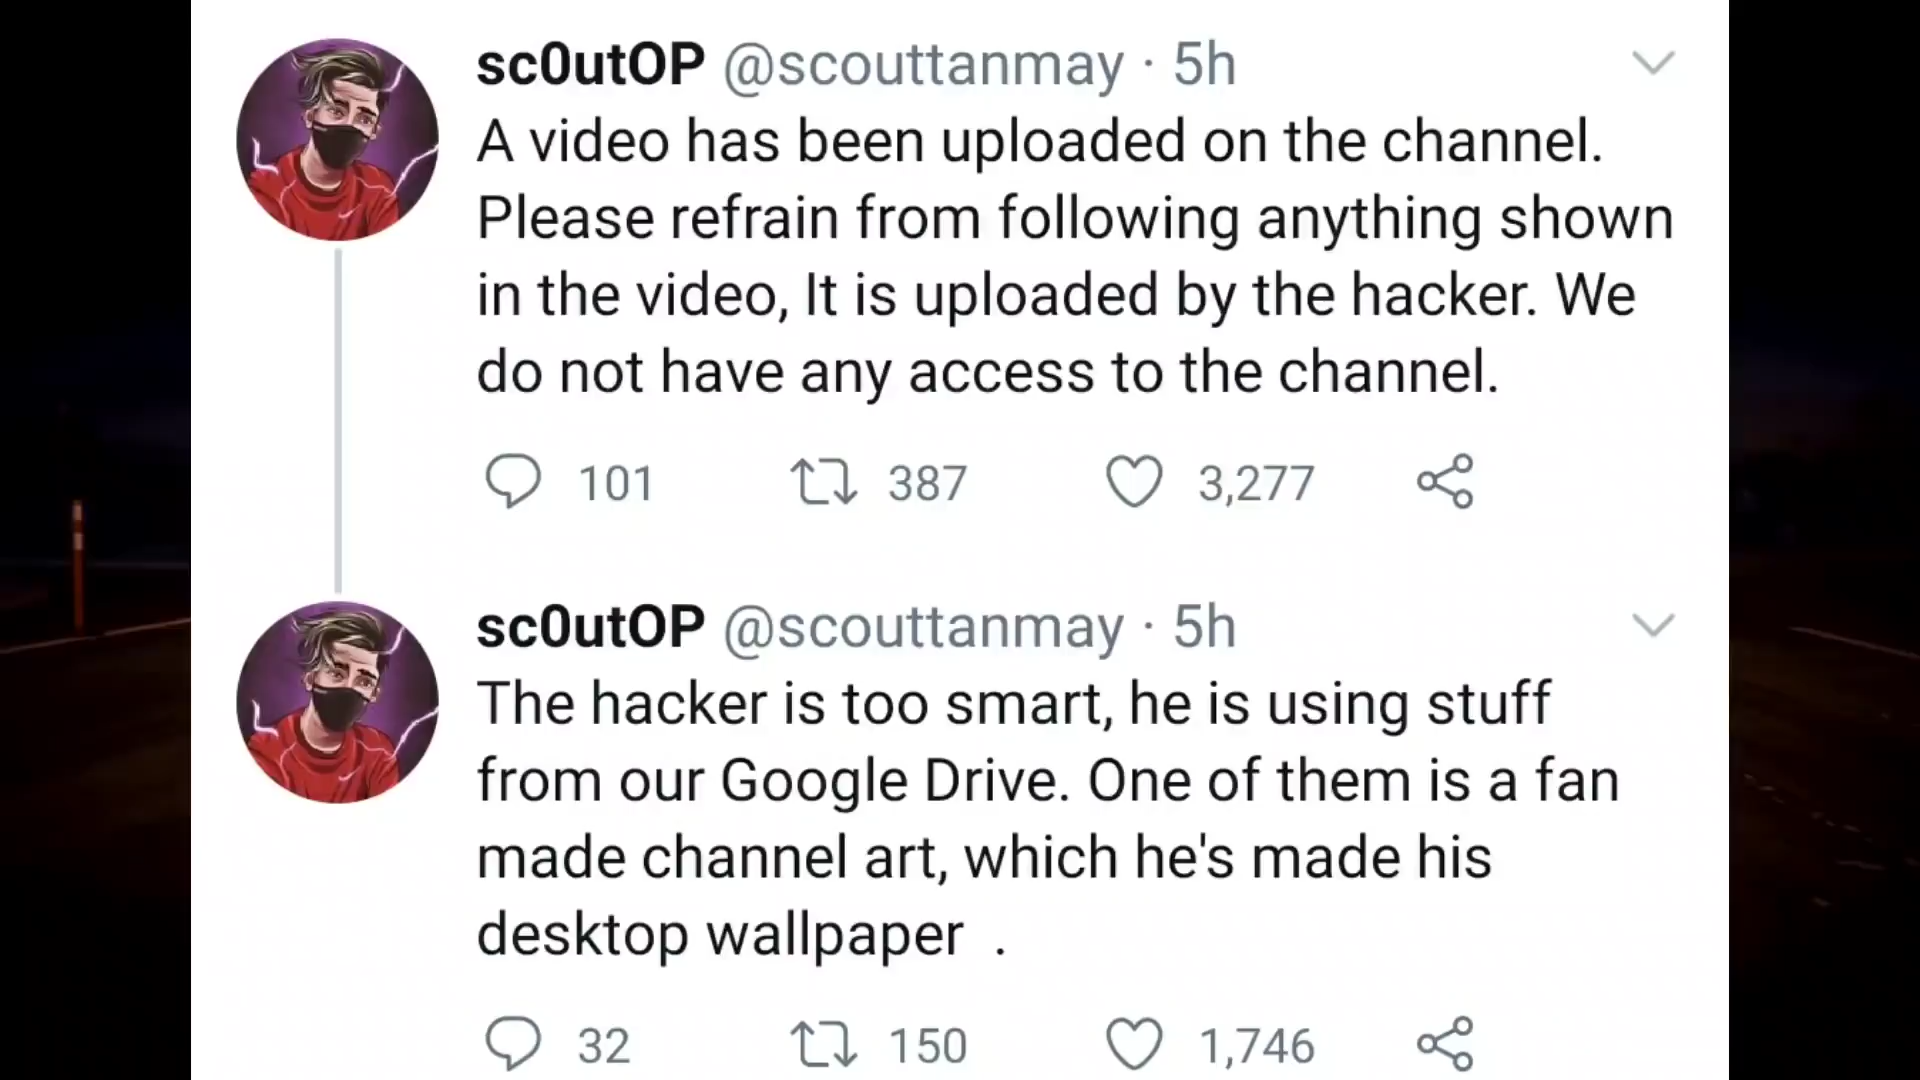 sc0utOP @scouttanmay · 5h
A video has been uploaded on the channel.
Please refrain from following anything shown
in the video, It is uploaded by the hacker. We
do not have any access to the channel.
101 387 3,277
sc0utOP @scouttanmay · 5h
The hacker is too smart, he is using stuff
from our Google Drive. One of them is a fan
made channel art, which he's made his
desktop wallpaper .
32 150 1,746